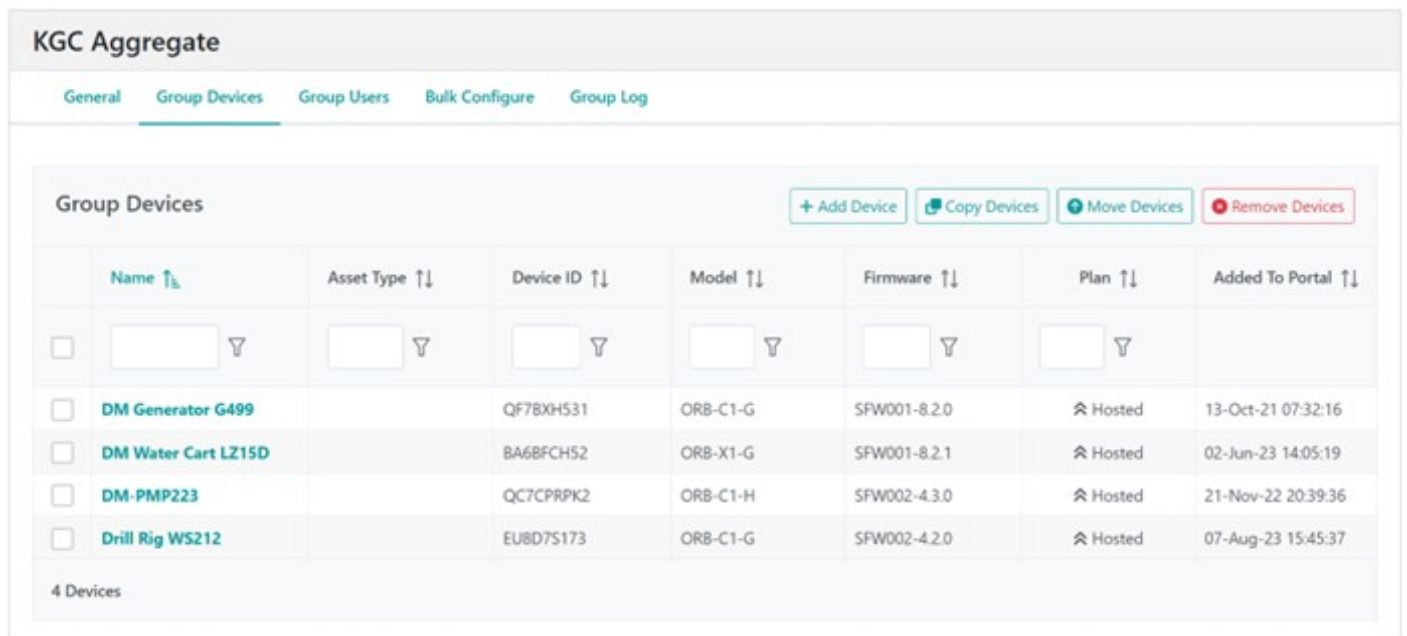 KGC Aggregate
General Group Devices Group Users Bulk Configure Group Log
Group Devices + Add Device Copy Devices Move Devices Remove Devices
Name Asset Type Device ID Model Firmware Plan Added To Portal
DM Generator G499 QF7BXH531 ORB-C1-G SFW001-8.2.0 Hosted 13-Oct-21 07:32:16
DM Water Cart LZ15D BA6BFCH52 ORB-X1-G SFW001-8.2.1 Hosted 02-Jun-23 14:05:19
DM-PMP223 QC7CPRPK2 ORB-C1-H SFW002-4.3.0 Hosted 21-Nov-22 20:39:36
Drill Rig WS212 EU8D7S173 ORB-C1-G SFW002-4.2.0 Hosted 07-Aug-23 15:45:37
4 Devices